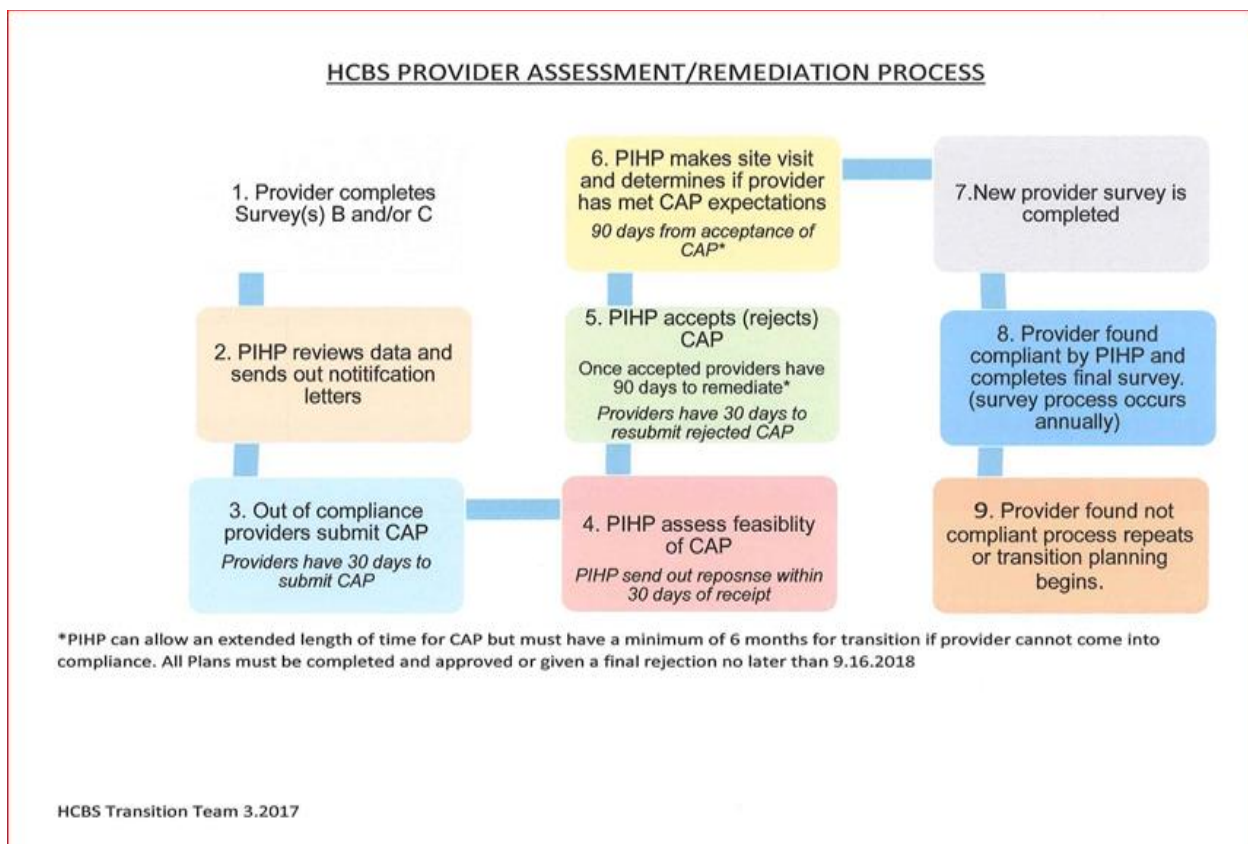 HCBS PROVIDER ASSESSMENT/REMEDIATION PROCESS
1. Provider completes
Survey(s) B and/or C
2. PIHP reviews data and
sends out notitifcation
letters
3. Out of compliance
providers submit CAP
Providers have 30 days to
submit CAP
4. PIHP assess feasiblity
of CAP
PIHP send out reposnse within
30 days of receipt
5. PIHP accepts (rejects)
CAP
Once accepted providers have
90 days to remediate*
Providers have 30 days to
resubmit rejected CAP
6. PIHP makes site visit
and determines if provider
has met CAP expectations
90 days from acceptance of
CAP*
7.New provider survey is
completed
8. Provider found
compliant by PIHP and
completes final survey.
(survey process occurs
annually)
9. Provider found not
compliant process repeats
or transition planning
begins.
*PIHP can allow an extended length of time for CAP but must have a minimum of 6 months for transition if provider cannot come into
compliance. All Plans must be completed and approved or given a final rejection no later than 9.16.2018
HCBS Transition Team 3.2017